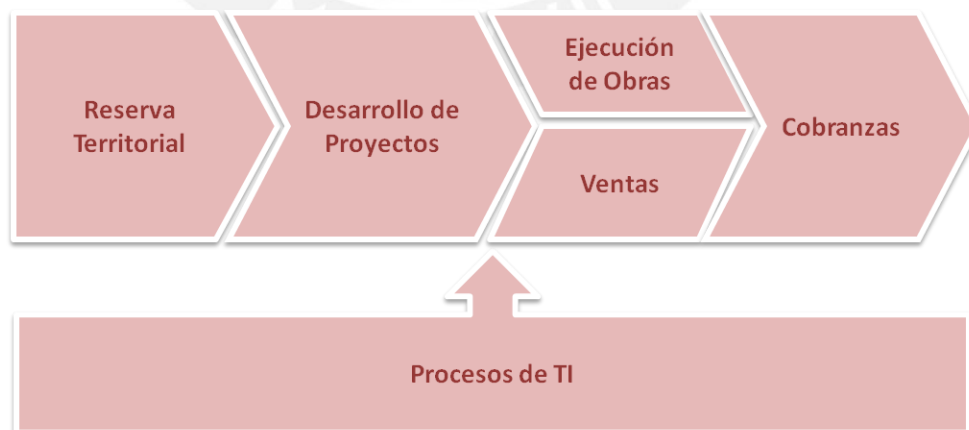 Reserva
Territorial
Desarrollo de
Proyectos
Ejecución
de Obras
Ventas
Cobranzas
Procesos de TI